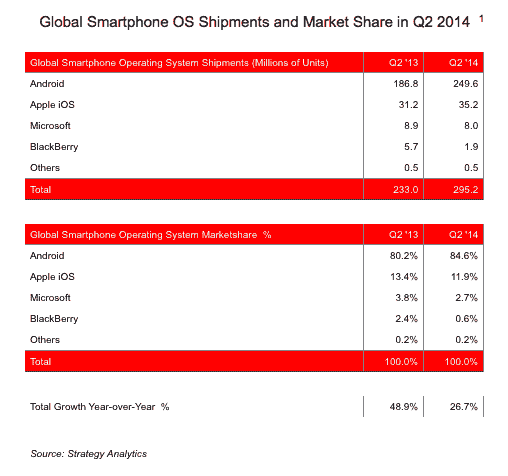 Global Smartphone OS Shipments and Market Share in Q2 2014 1
Global Smartphone Operating System Shipments (Millions of Units) Q2 '13 Q2 '14
Android 186.8 249.6
Apple iOS 31.2 35.2
Microsoft 8.9 8.0
BlackBerry 5.7 1.9
Others 0.5 0.5
Total 233.0 295.2
Global Smartphone Operating System Marketshare % Q2 '13 Q2 '14
Android 80.2% 84.6%
Apple iOS 13.4% 11.9%
Microsoft 3.8% 2.7%
BlackBerry 2.4% 0.6%
Others 0.2% 0.2%
Total 100.0% 100.0%
Total Growth Year-over-Year % 48.9% 26.7%
Source: Strategy Analytics